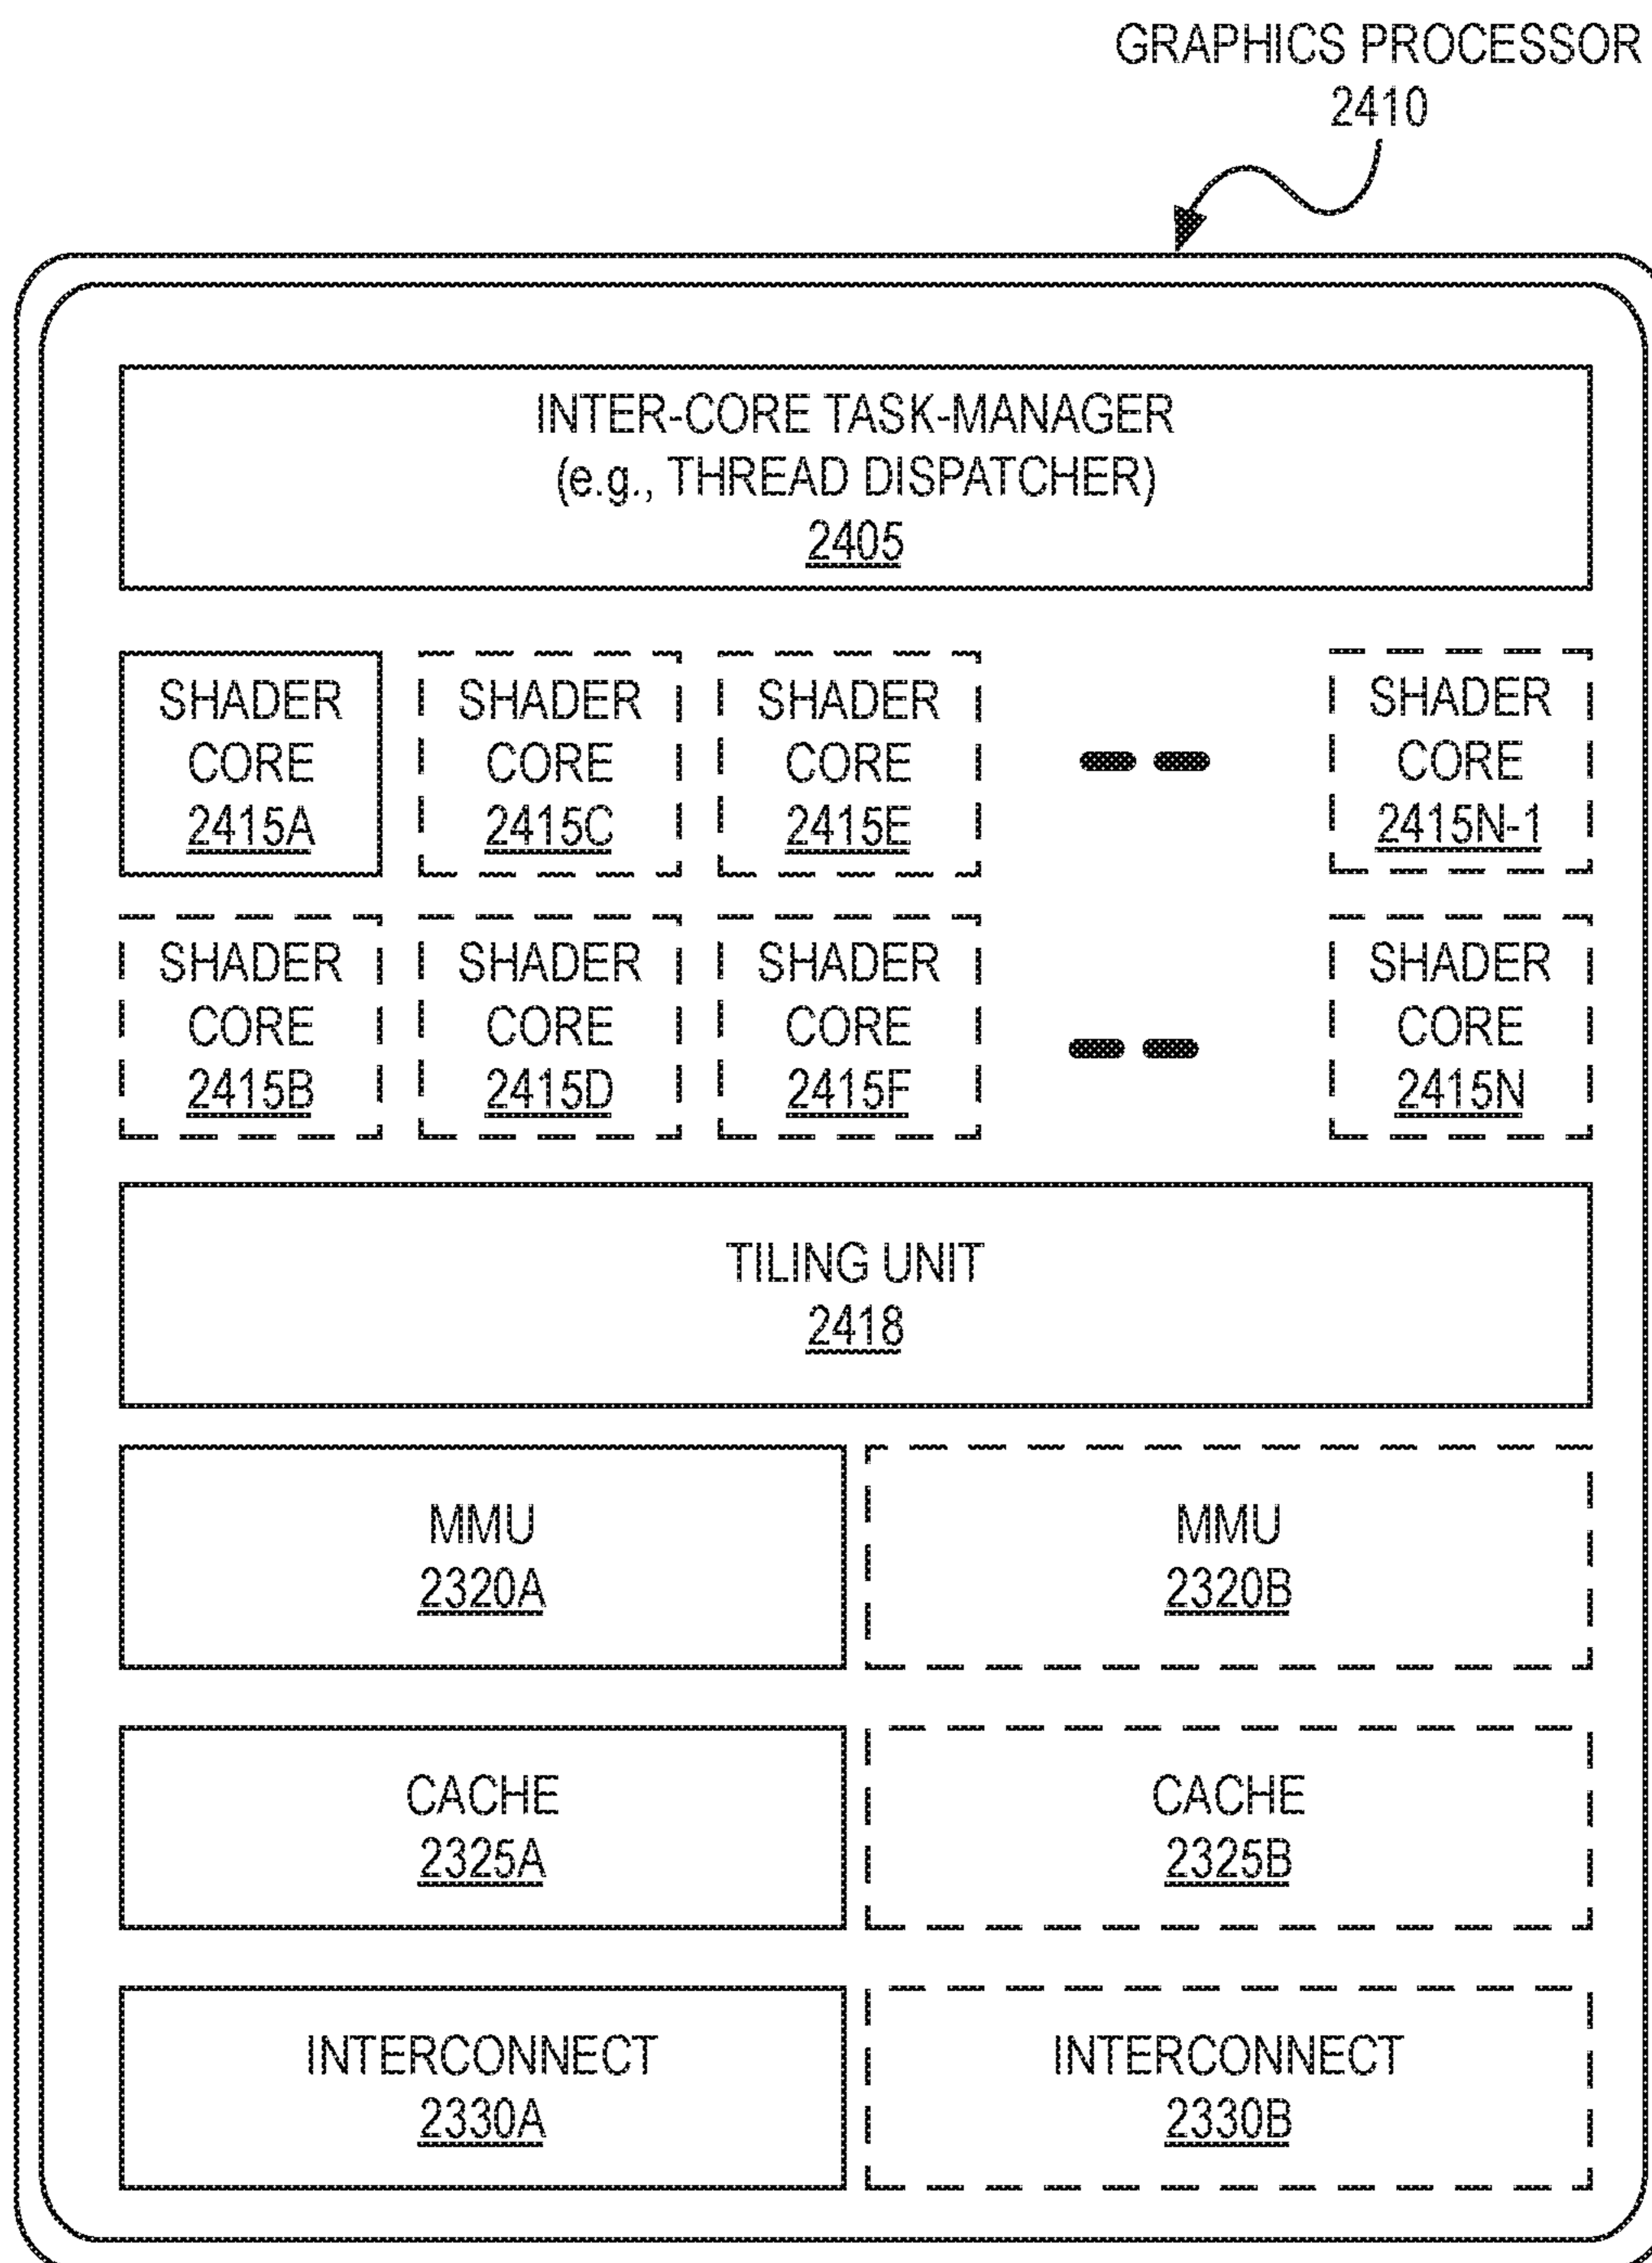 GRAPHICS PROCESSOR
2410
INTER-CORE TASK-MANAGER
(e.g., THREAD DISPATCHER)
2405
SHADER
CORE
2415A
SHADER
CORE
2415C
SHADER
CORE
2415E
SHADER
CORE
2415N-1
SHADER
CORE
2415B
SHADER
CORE
2415D
SHADER
CORE
2415F
SHADER
CORE
2415N
TILING UNIT
2418
MMU
2320A
MMU
2320B
CACHE
2325A
CACHE
2325B
INTERCONNECT
2330A
INTERCONNECT
2330B